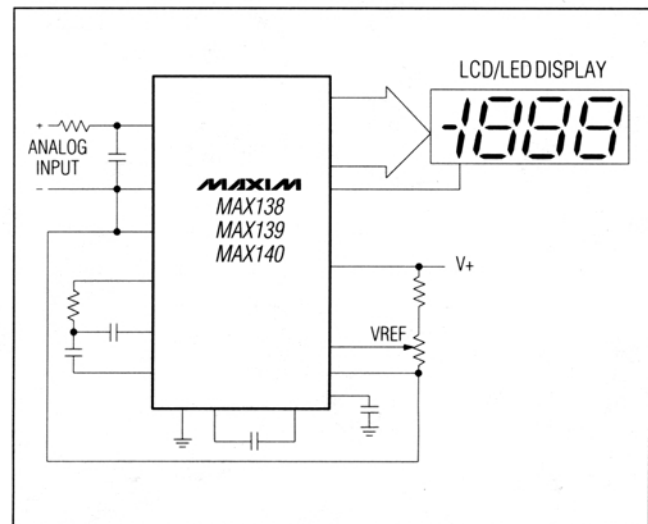 LCD/LED DISPLAY
-1888
+
ANALOG
INPUT
-
MAXIM
MAX138
MAX139
MAX140
V+
VREF